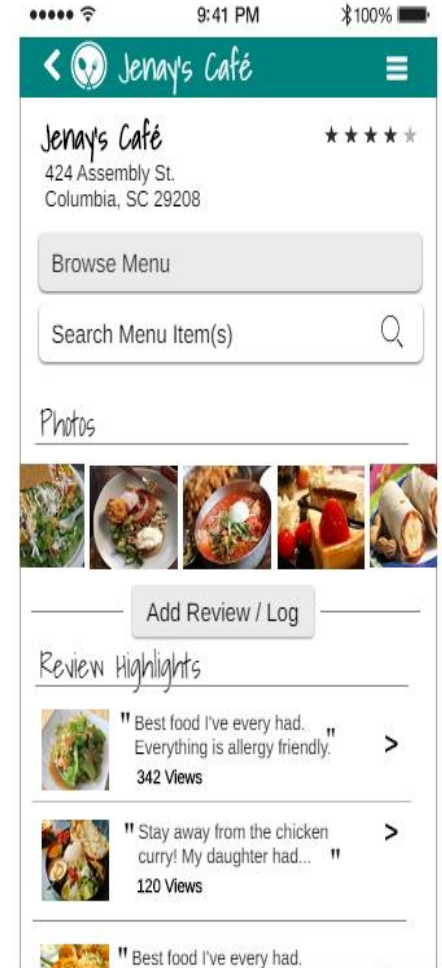 9:41 PM 100%
Jenay's Café
Jenay's Café
424 Assembly St.
Columbia, SC 29208
Browse Menu
Search Menu Item(s)
Photos
Add Review / Log
Review Highlights
" Best food I've every had.
Everything is allergy friendly."
342 Views
" Stay away from the chicken
curry! My daughter had... "
120 Views
" Best food I've every had.